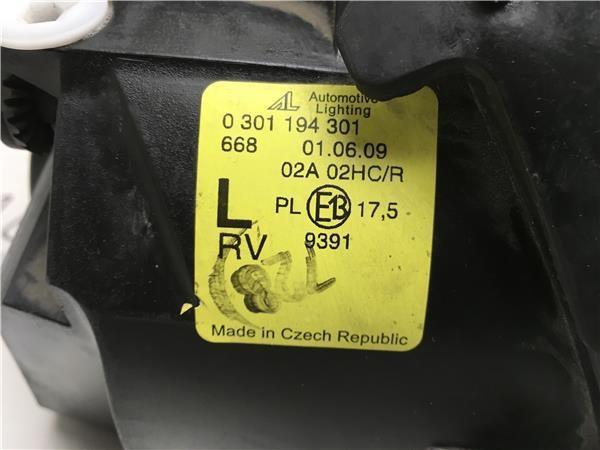 AL Automotive
Lighting
0 301 194 301
668 01.06.09
02A 02HC/R
L PL E13 17,5
RV 9391
Made in Czech Republic